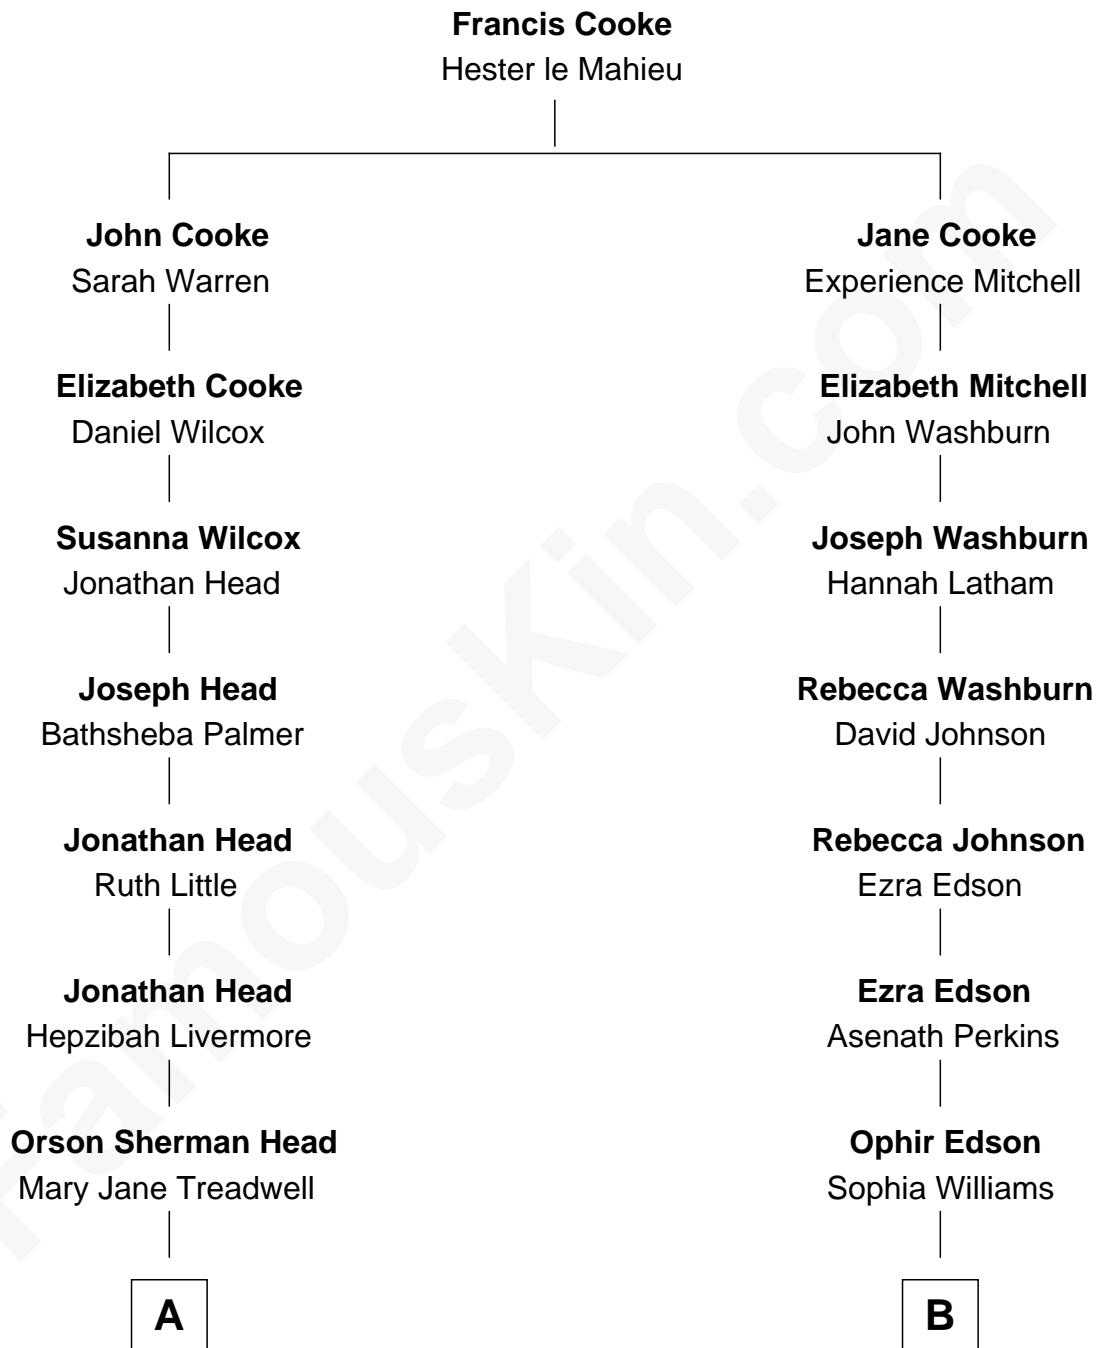 Francis Cooke
Hester le Mahieu
John Cooke
Sarah Warren
Jane Cooke
Experience Mitchell
Elizabeth Cooke
Daniel Wilcox
Elizabeth Mitchell
John Washburn
Susanna Wilcox
Jonathan Head
Joseph Washburn
Hannah Latham
Joseph Head
Bathsheba Palmer
Rebecca Washburn
David Johnson
Jonathan Head
Ruth Little
Rebecca Johnson
Ezra Edson
Jonathan Head
Hepzibah Livermore
Ezra Edson
Asenath Perkins
Orson Sherman Head
Mary Jane Treadwell
Ophir Edson
Sophia Williams
A
B
FamousKin.com